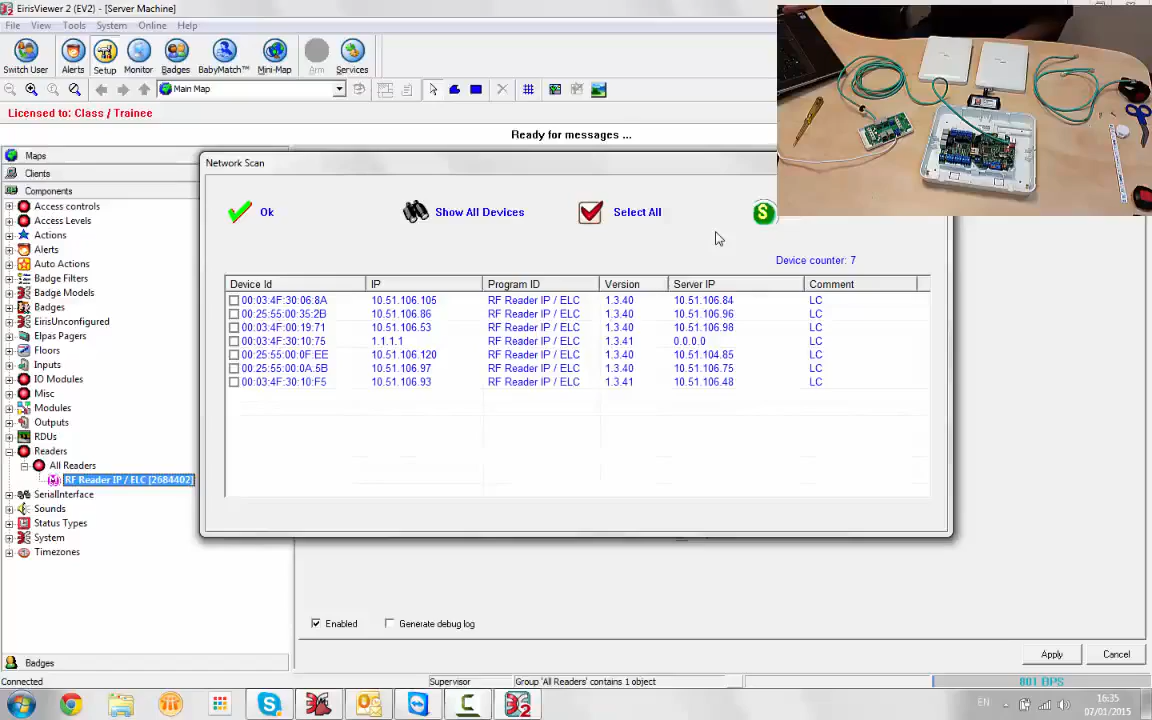 EirisViewer 2 (EV2) - [Server Machine]
File View Tools System Online Help
Switch User Alerts Setup Monitor Badges BabyMatch™ Mini-Map Arm Services
Main Map
Licensed to: Class / Trainee
Ready for messages ...
Maps
Clients
Components
Access controls
Access Levels
Actions
Alerts
Auto Actions
Badge Filters
Badge Models
Badges
EirisUnconfigured
Elpas Pagers
Floors
Inputs
IO Modules
Misc
Modules
Outputs
RDUs
Readers
All Readers
RF Reader IP / ELC [2684402]
SerialInterface
Sounds
Status Types
System
Timezones
Badges
Network Scan
Ok Show All Devices Select All S
Device counter: 7
Device Id IP Program ID Version Server IP Comment
00:03:4F:30:06:8A 10.51.106.105 RF Reader IP / ELC 1.3.40 10.51.106.84 LC
00:25:55:00:35:2B 10.51.106.86 RF Reader IP / ELC 1.3.40 10.51.106.96 LC
00:03:4F:00:19:71 10.51.106.53 RF Reader IP / ELC 1.3.40 10.51.106.98 LC
00:03:4F:30:10:75 1.1.1.1 RF Reader IP / ELC 1.3.41 0.0.0.0 LC
00:25:55:00:0F:EE 10.51.106.120 RF Reader IP / ELC 1.3.40 10.51.104.85 LC
00:25:55:00:0A:5B 10.51.106.97 RF Reader IP / ELC 1.3.40 10.51.106.75 LC
00:03:4F:30:10:F5 10.51.106.93 RF Reader IP / ELC 1.3.41 10.51.106.48 LC
Enabled Generate debug log
Apply Cancel
Connected Supervisor Group 'All Readers' contains 1 object 801 DPS
EN 16:35
07/01/2015